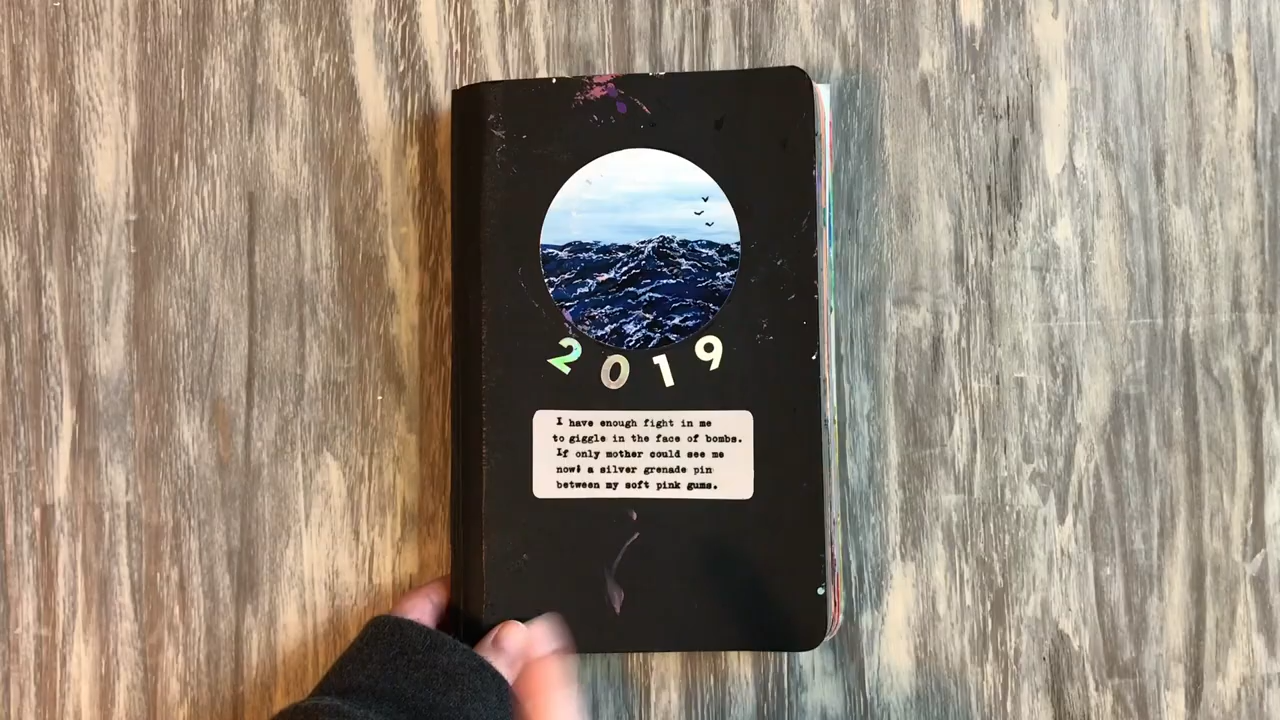 2019
I have enough fight in me
to giggle in the face of bombs.
If only mother could see me
now: a silver grenade pin
between my soft pink gums.